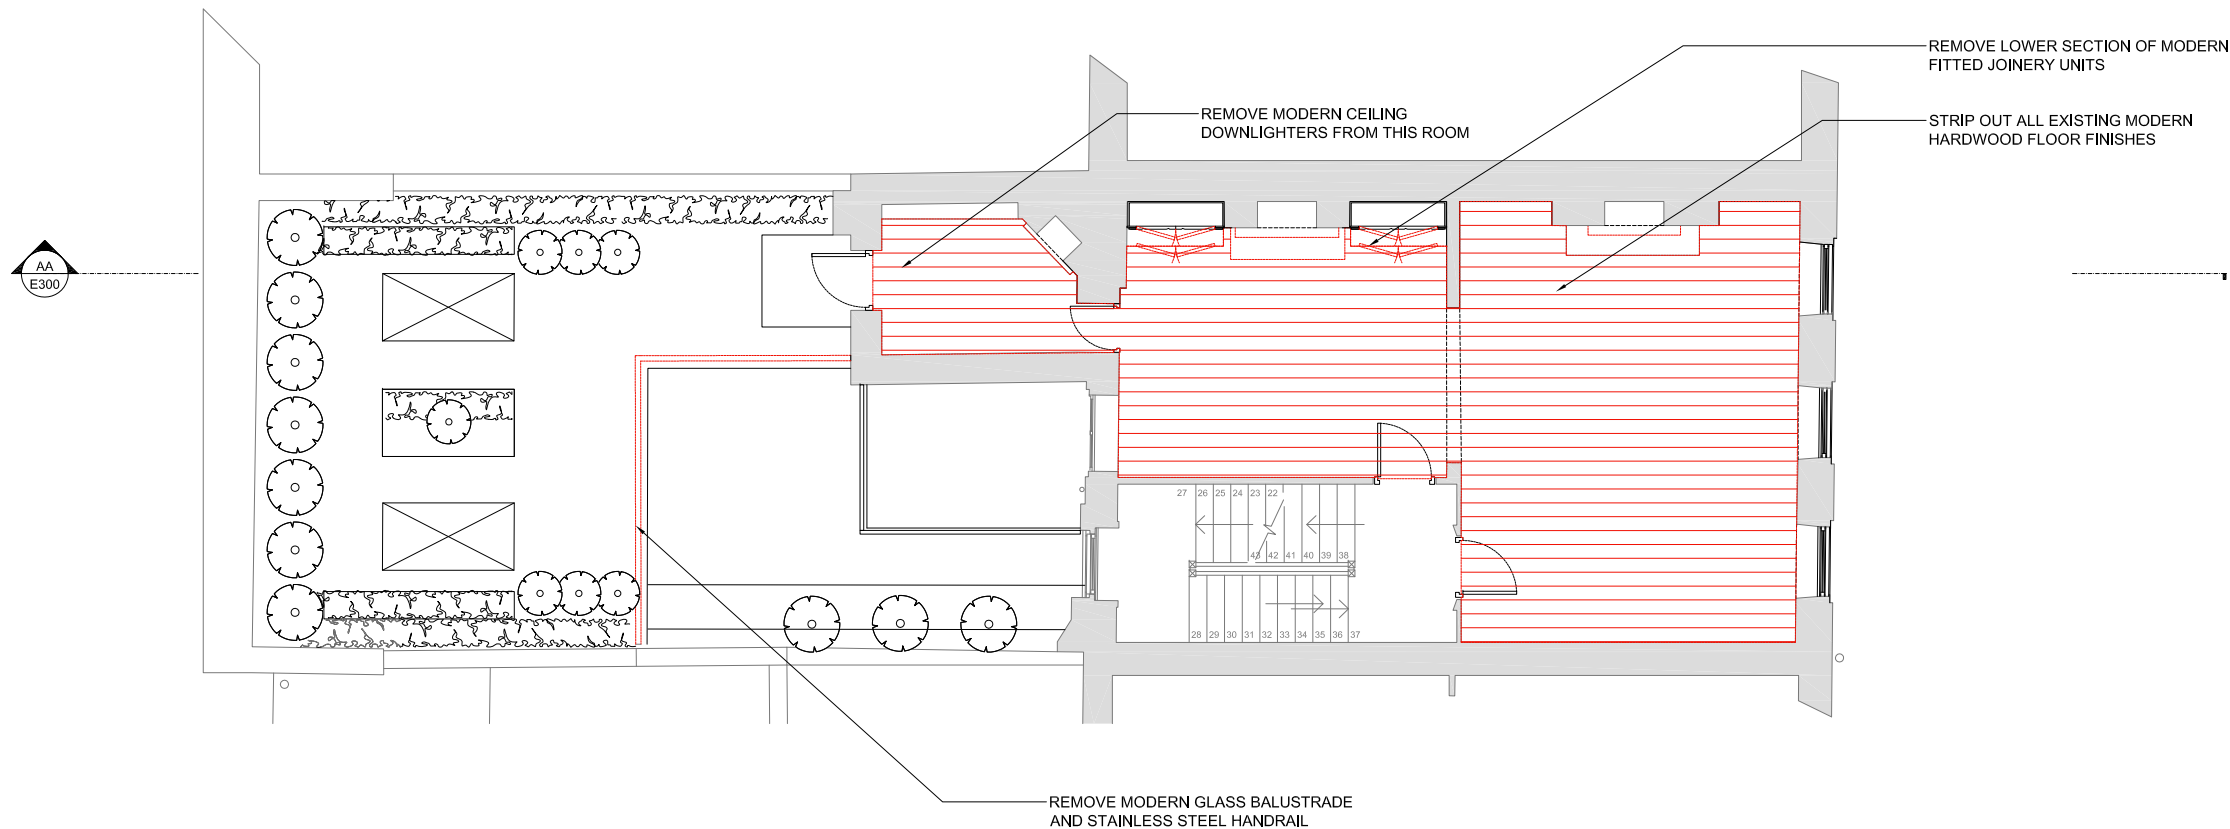 REMOVE LOWER SECTION OF MODERN
FITTED JOINERY UNITS
REMOVE MODERN CEILING
DOWNLIGHTERS FROM THIS ROOM
STRIP OUT ALL EXISTING MODERN
HARDWOOD FLOOR FINISHES
AA
E300
27 26 25 24 23 22
43 42 41 40 39 38
28 29 30 31 32 33 34 35 36 37
REMOVE MODERN GLASS BALUSTRADE
AND STAINLESS STEEL HANDRAIL